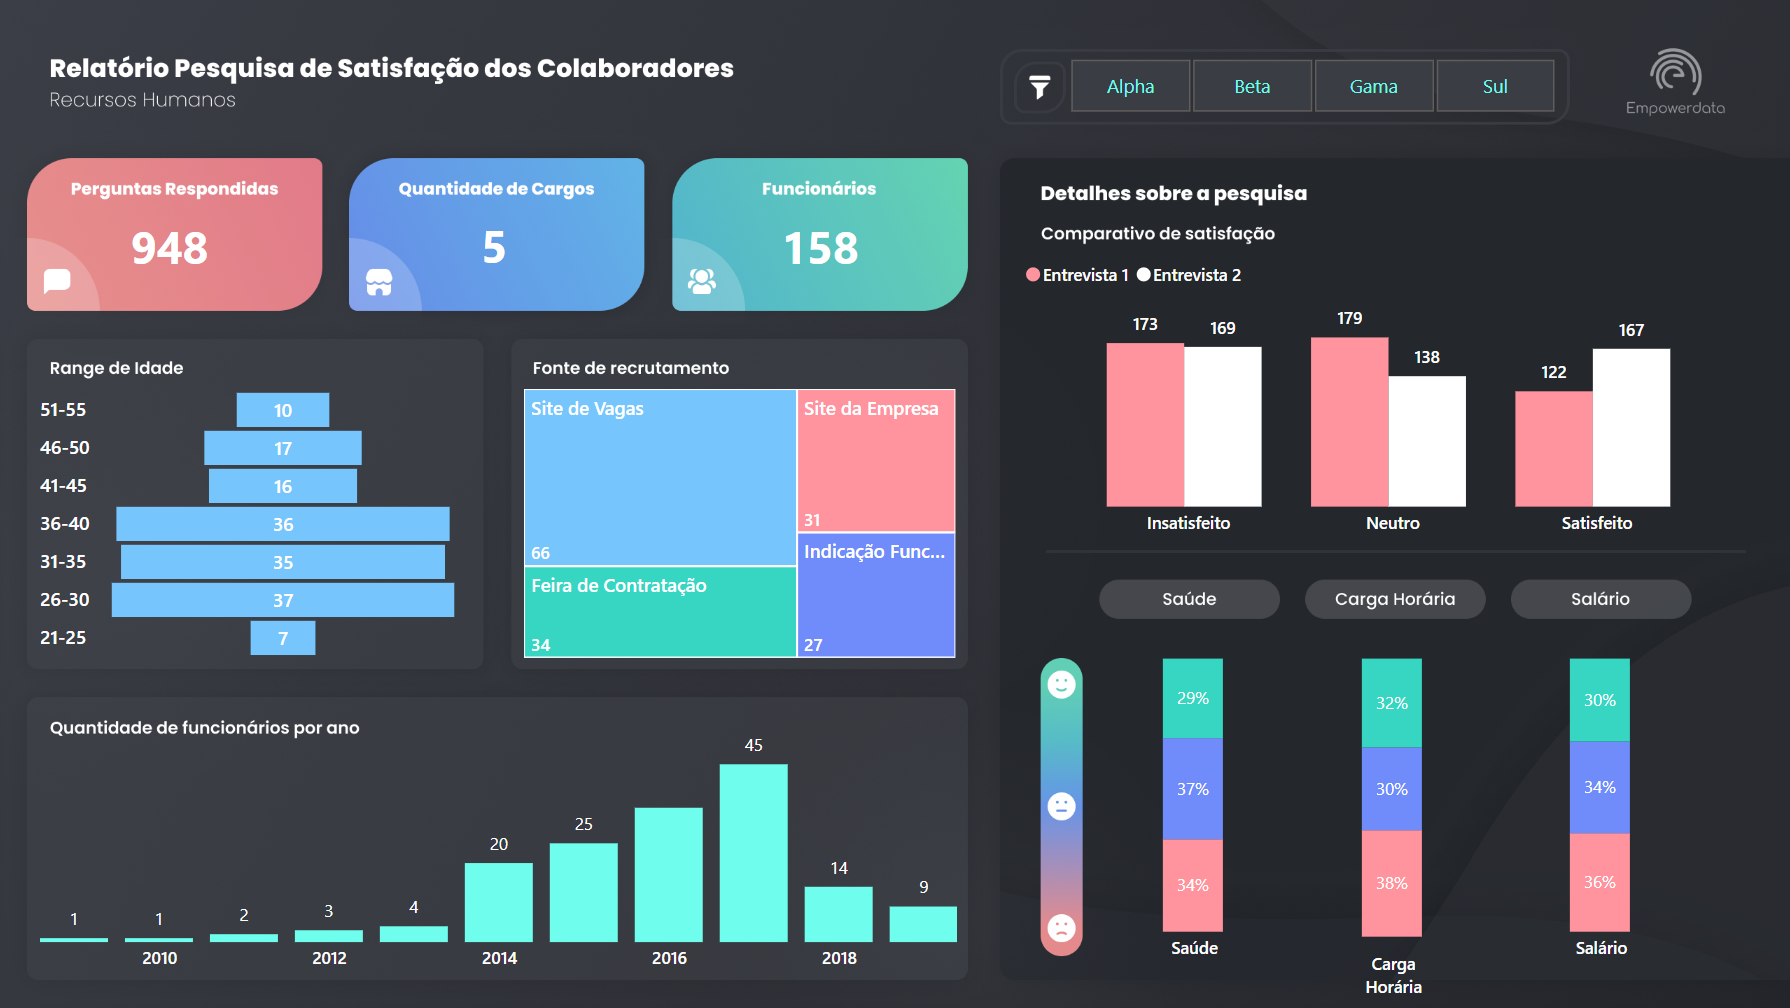 Relatório Pesquisa de Satisfação dos Colaboradores
Recursos Humanos
Alpha
Beta
Gama
Sul
Empowerdata
Perguntas Respondidas
948
Quantidade de Cargos
5
Funcionários
158
Range de Idade
51-55
10
46-50
17
41-45
16
36-40
36
31-35
35
26-30
37
21-25
7
Fonte de recrutamento
Site de Vagas
66
Site da Empresa
31
Feira de Contratação
34
Indicação Func...
27
Quantidade de funcionários por ano
1
1
2
3
4
20
25
45
14
9
2010
2012
2014
2016
2018
Detalhes sobre a pesquisa
Comparativo de satisfação
Entrevista 1
Entrevista 2
173
169
179
138
122
167
Insatisfeito
Neutro
Satisfeito
Saúde
Carga Horária
Salário
29%
37%
34%
Saúde
32%
30%
38%
Carga
Horária
30%
34%
36%
Salário